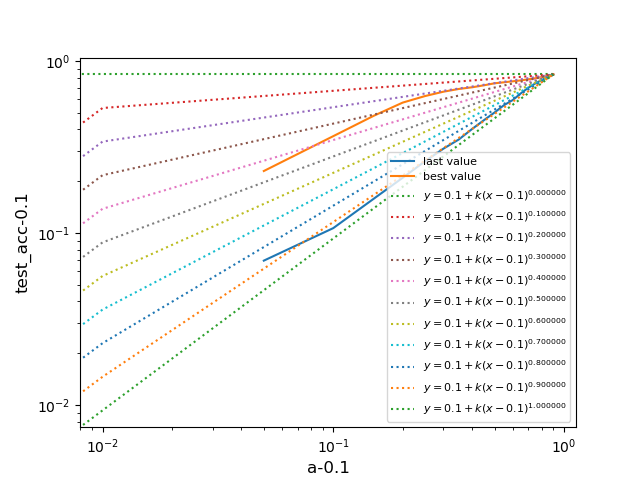 10⁰
10⁻¹
10⁻²
test_acc-0.1
last value
best value
y = 0.1 + k(x − 0.1)^0.000000
y = 0.1 + k(x − 0.1)^0.100000
y = 0.1 + k(x − 0.1)^0.200000
y = 0.1 + k(x − 0.1)^0.300000
y = 0.1 + k(x − 0.1)^0.400000
y = 0.1 + k(x − 0.1)^0.500000
y = 0.1 + k(x − 0.1)^0.600000
y = 0.1 + k(x − 0.1)^0.700000
y = 0.1 + k(x − 0.1)^0.800000
y = 0.1 + k(x − 0.1)^0.900000
y = 0.1 + k(x − 0.1)^1.000000
10⁻² 10⁻¹ 10⁰
a-0.1